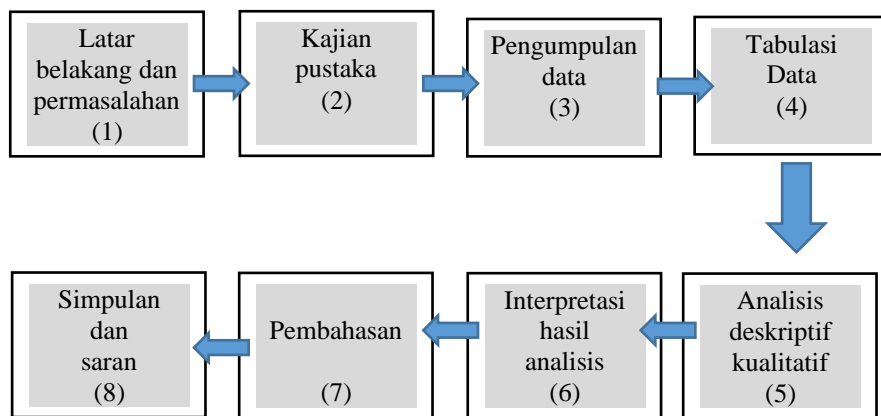 Latar
belakang dan
permasalahan
(1)
Kajian
pustaka
(2)
Pengumpulan
data
(3)
Tabulasi
Data
(4)
Analisis
deskriptif
kualitatif
(5)
Interpretasi
hasil
analisis
(6)
Pembahasan
(7)
Simpulan
dan
saran
(8)